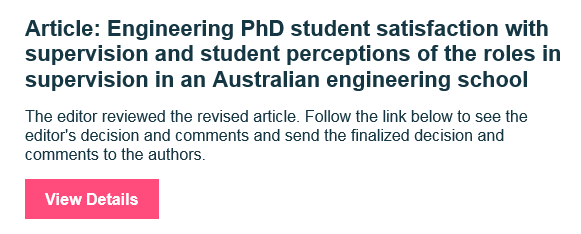 Article: Engineering PhD student satisfaction with
supervision and student perceptions of the roles in
supervision in an Australian engineering school
The editor reviewed the revised article. Follow the link below to see the
editor's decision and comments and send the finalized decision and
comments to the authors.
View Details